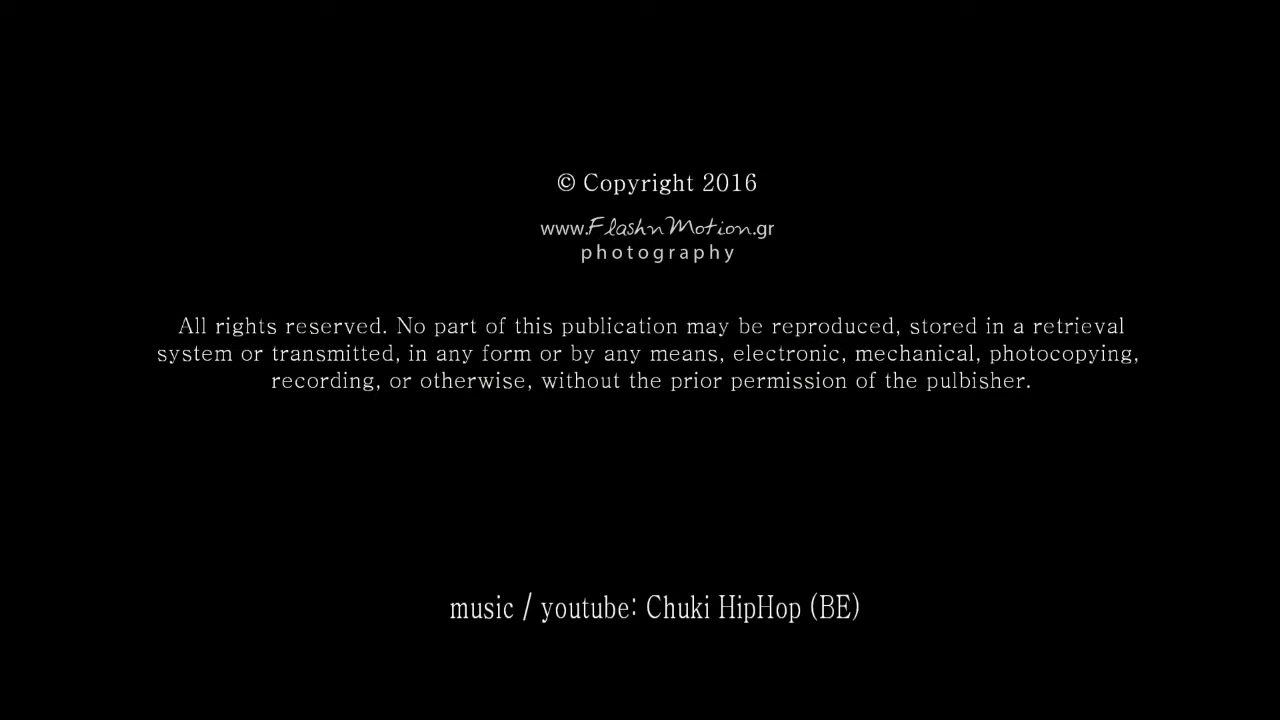 © Copyright 2016
www.FlashnMotion.gr
photography
All rights reserved. No part of this publication may be reproduced, stored in a retrieval
system or transmitted, in any form or by any means, electronic, mechanical, photocopying,
recording, or otherwise, without the prior permission of the pulbisher.
music / youtube: Chuki HipHop (BE)